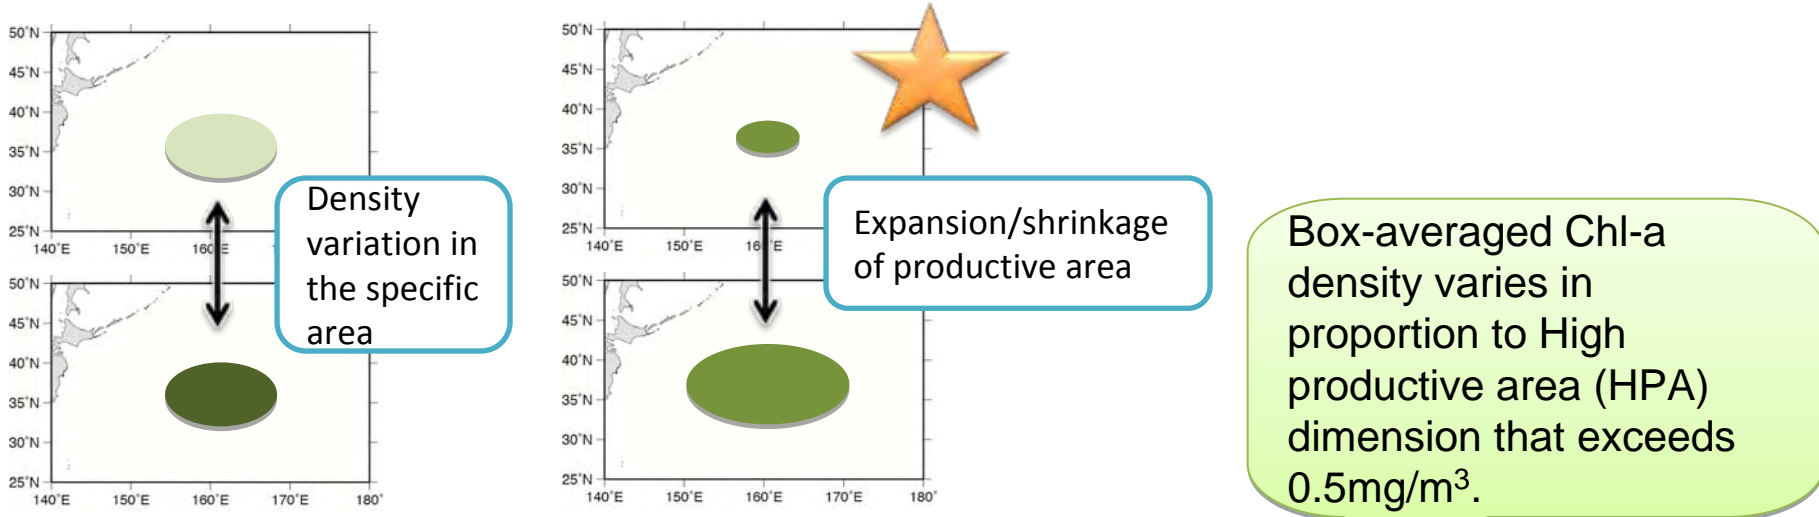 50°N
45°N
40°N
35°N
30°N
25°N
140°E 150°E 160°E
50°N
45°N
40°N
35°N
30°N
25°N
140°E 150°E 160°E 170°E 180°
Density
variation in
the specific
area
50°N
45°N
40°N
35°N
30°N
25°N
140°E 150°E 170°E 180°
50°N
45°N
40°N
35°N
30°N
25°N
140°E 150°E 160°E 170°E 180°
Expansion/shrinkage
of productive area
Box-averaged Chl-a
density varies in
proportion to High
productive area (HPA)
dimension that exceeds
0.5mg/m³.